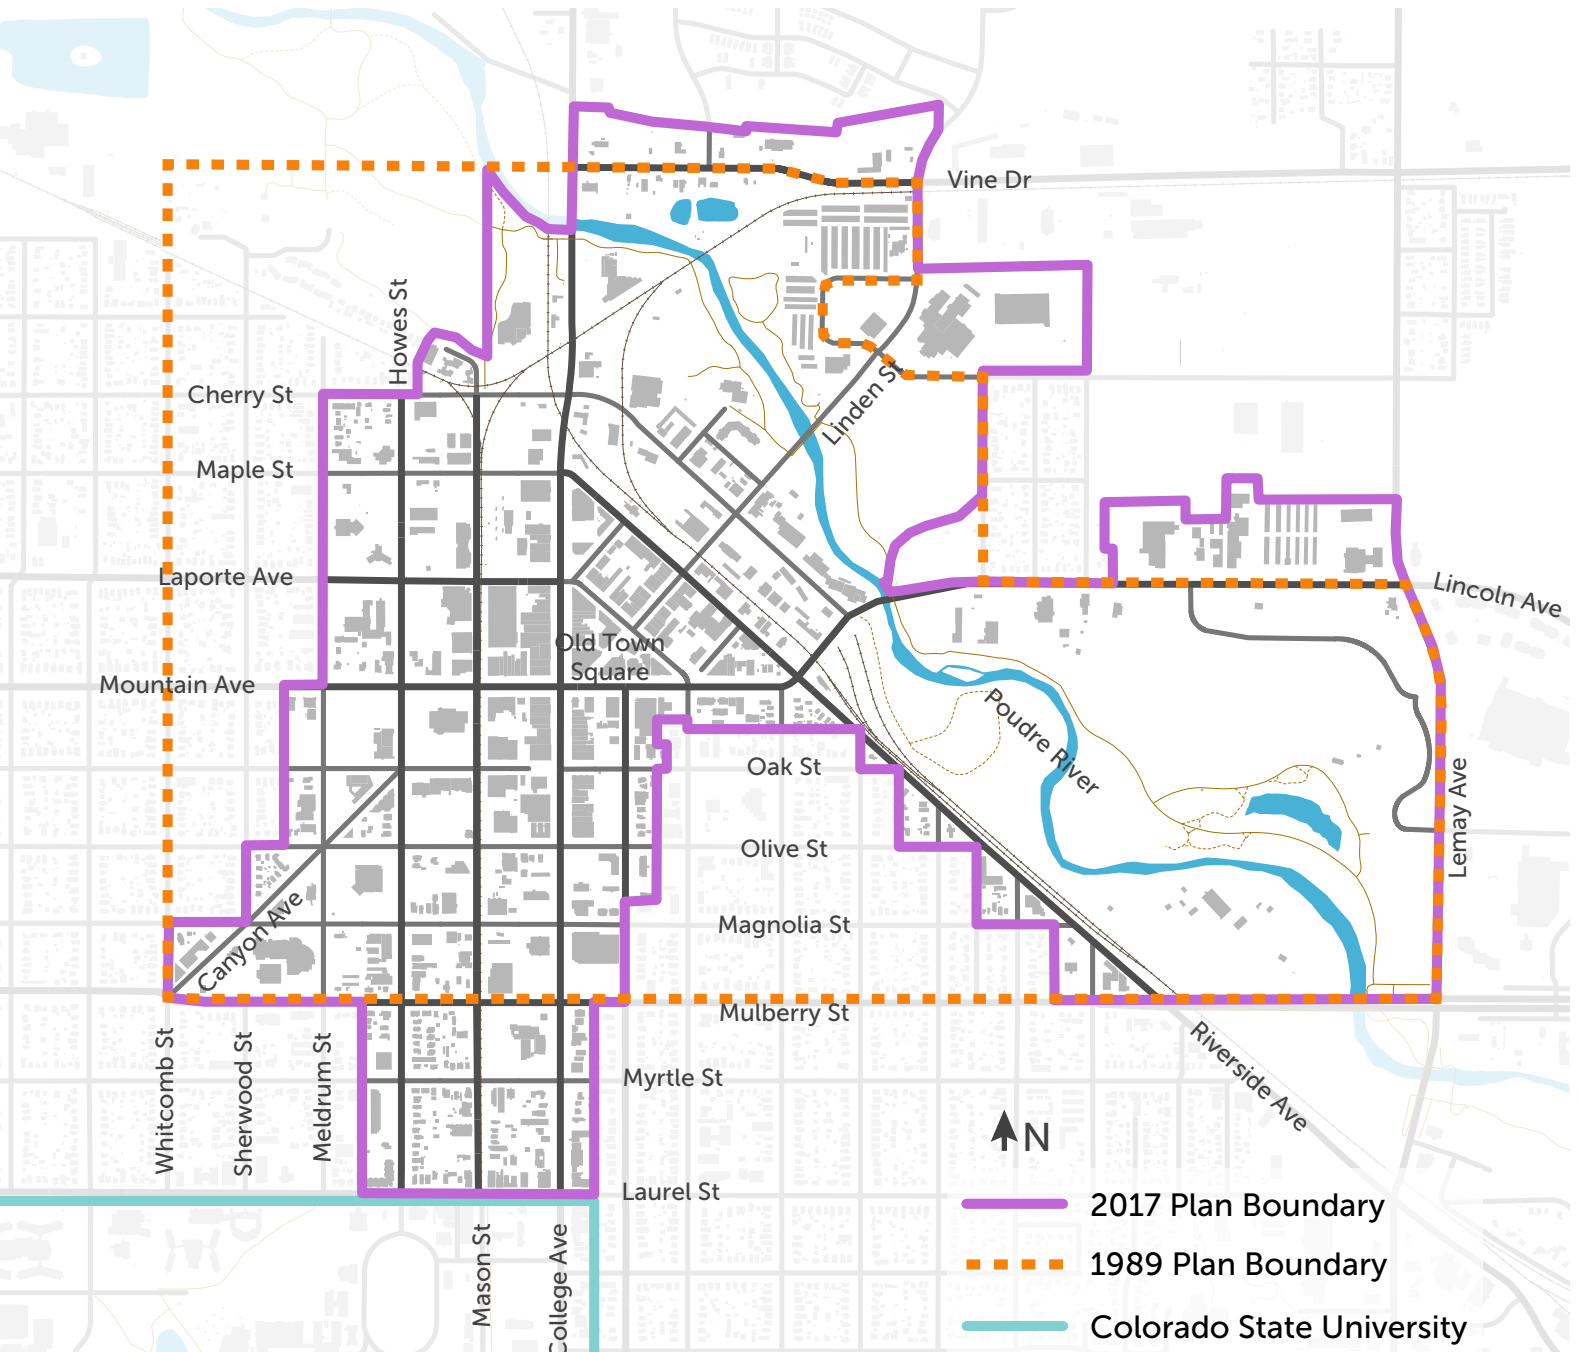 Vine Dr
Howes St
Cherry St
Linden St
Maple St
Laporte Ave
Lincoln Ave
Old Town
Square
Mountain Ave
Poudre River
Oak St
Lemay Ave
Olive St
Canyon Ave
Magnolia St
Mulberry St
Whitcomb St
Sherwood St
Meldrum St
Myrtle St
Riverside Ave
N
Laurel St
Mason St
College Ave
2017 Plan Boundary
1989 Plan Boundary
Colorado State University